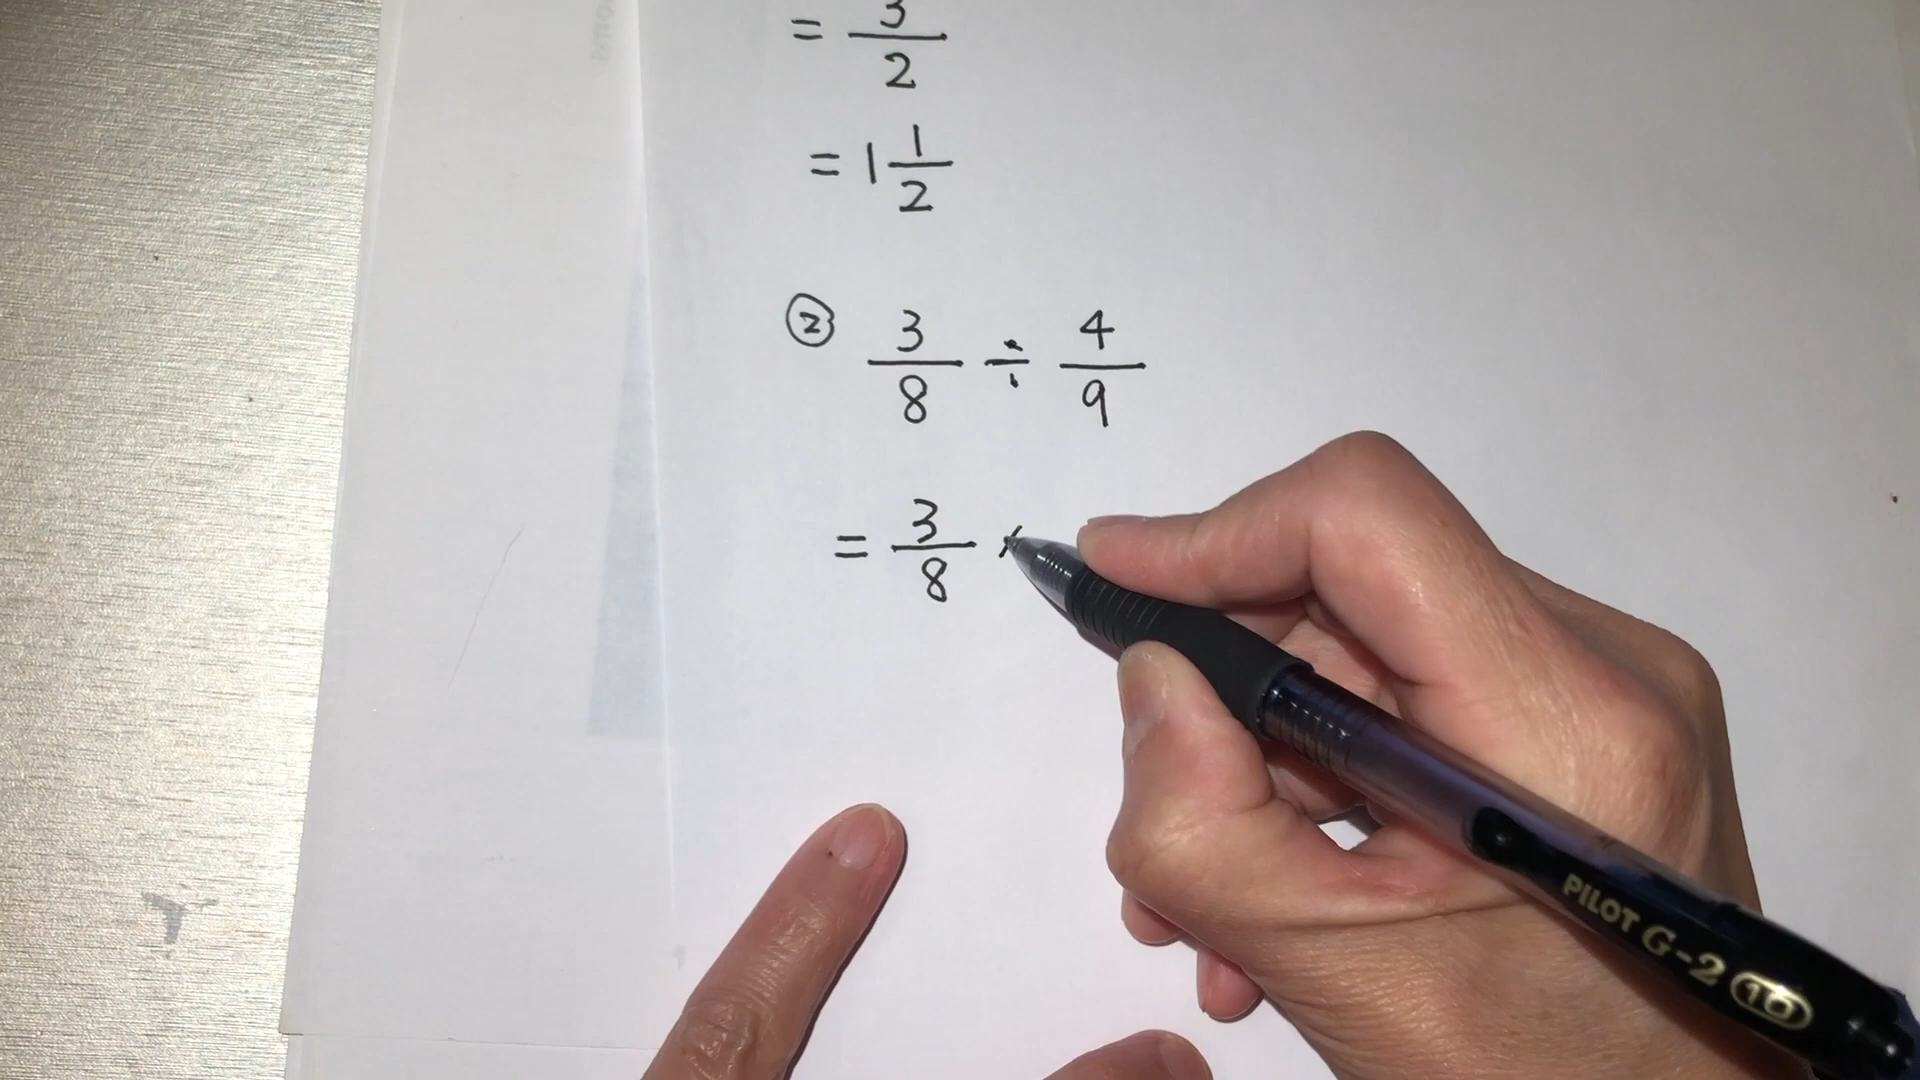 = 3/2
= 1 1/2
② 3/8 ÷ 4/9
= 3/8 ×
PILOT G-2 10